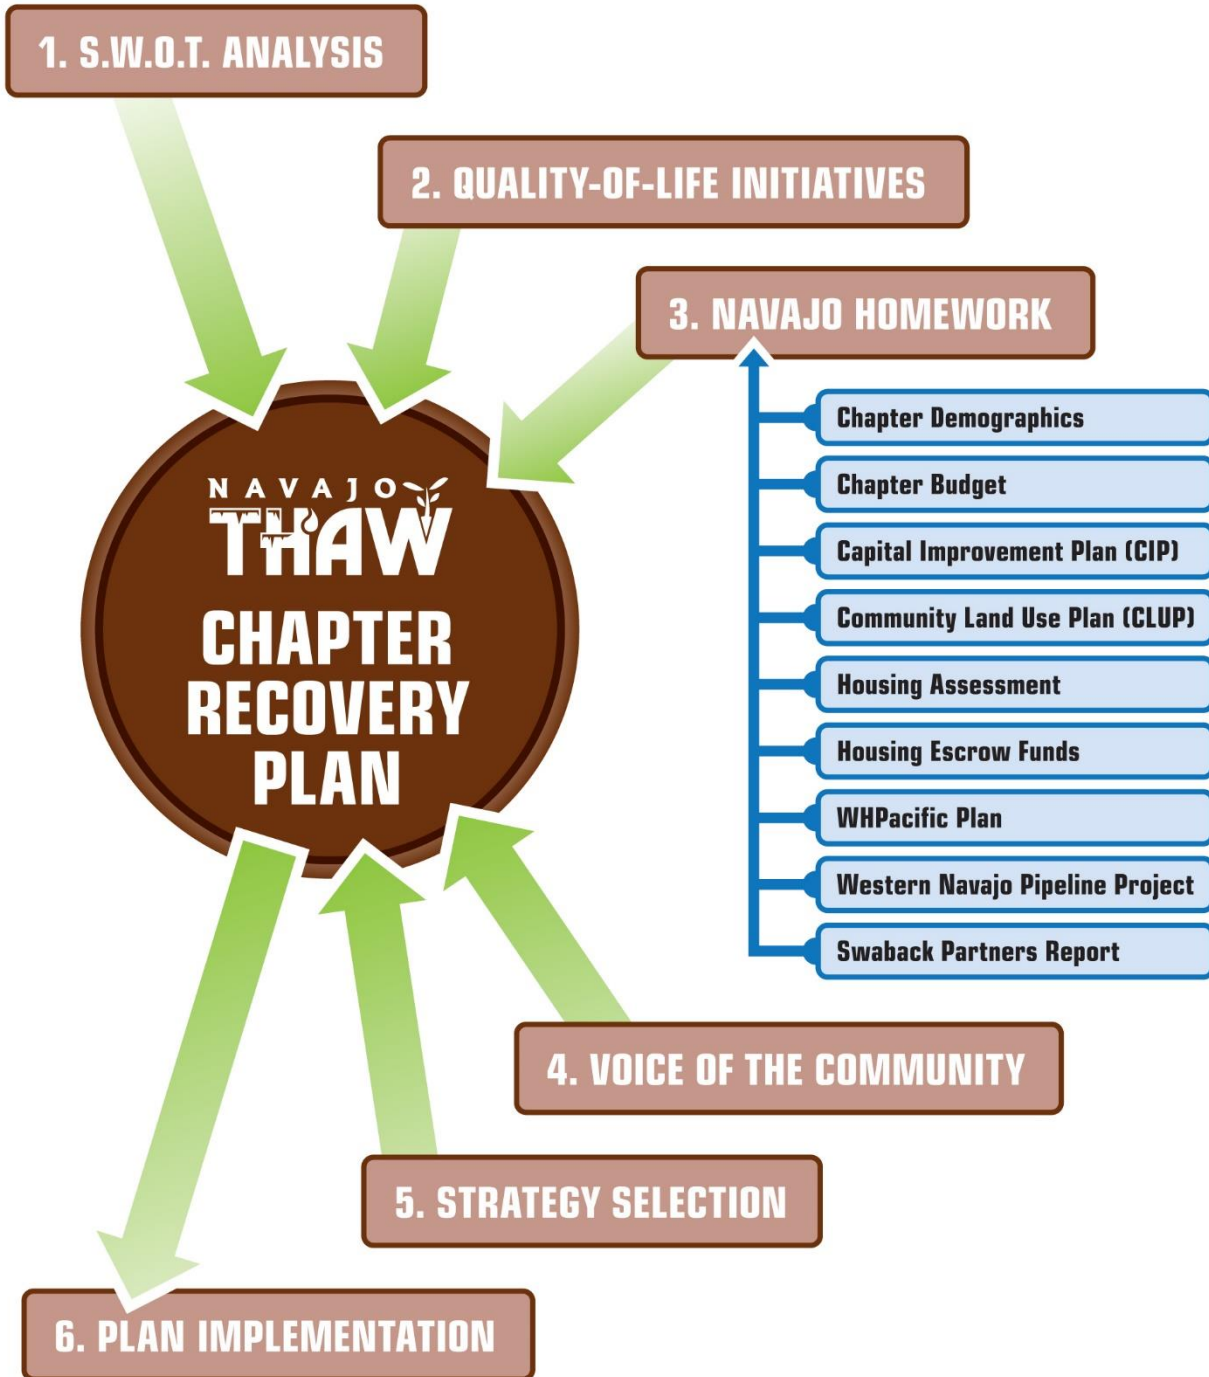 1. S.W.O.T. ANALYSIS
2. QUALITY-OF-LIFE INITIATIVES
3. NAVAJO HOMEWORK
Chapter Demographics
Chapter Budget
Capital Improvement Plan (CIP)
Community Land Use Plan (CLUP)
Housing Assessment
Housing Escrow Funds
WHPacific Plan
Western Navajo Pipeline Project
Swaback Partners Report
NAVAJO
THAW
CHAPTER
RECOVERY
PLAN
4. VOICE OF THE COMMUNITY
5. STRATEGY SELECTION
6. PLAN IMPLEMENTATION